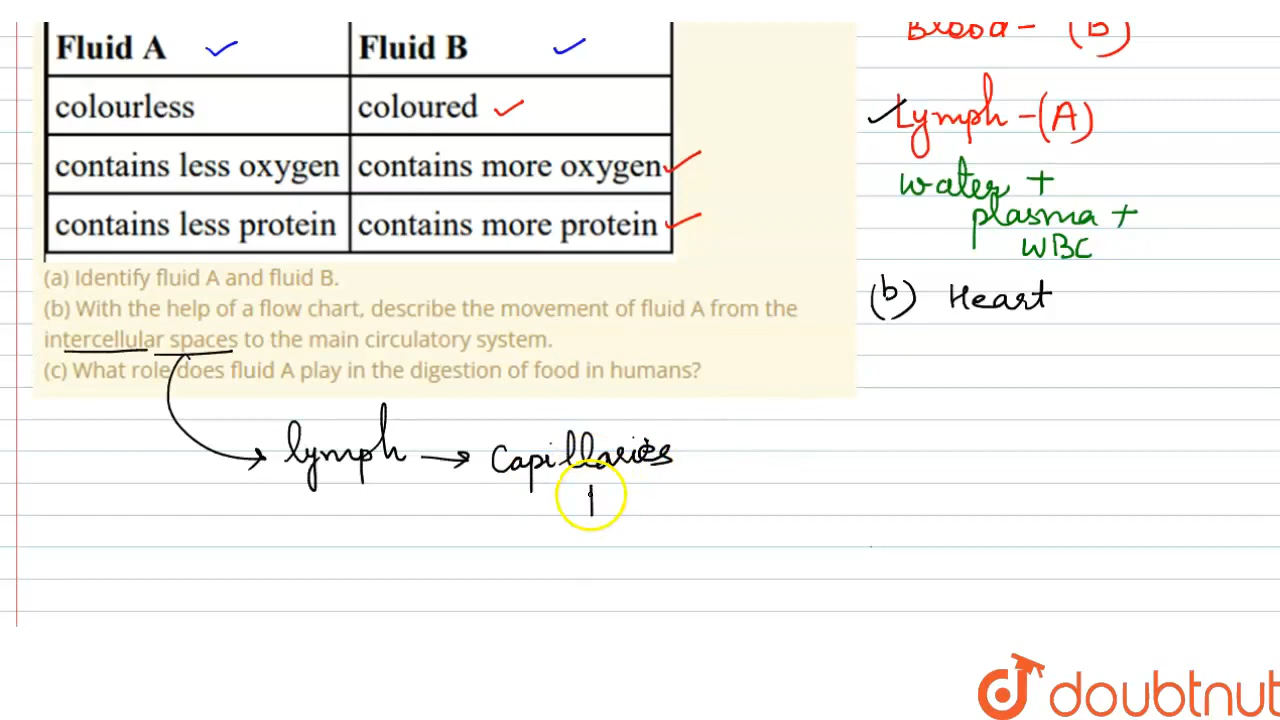 Fluid A Fluid B
colourless coloured
contains less oxygen contains more oxygen
contains less protein contains more protein
(a) Identify fluid A and fluid B.
(b) With the help of a flow chart, describe the movement of fluid A from the
intercellular spaces to the main circulatory system.
(c) What role does fluid A play in the digestion of food in humans?
lymph → Capillaries
Blood - (B)
Lymph - (A)
water +
plasma +
WBC
(b) Heart
doubtnut